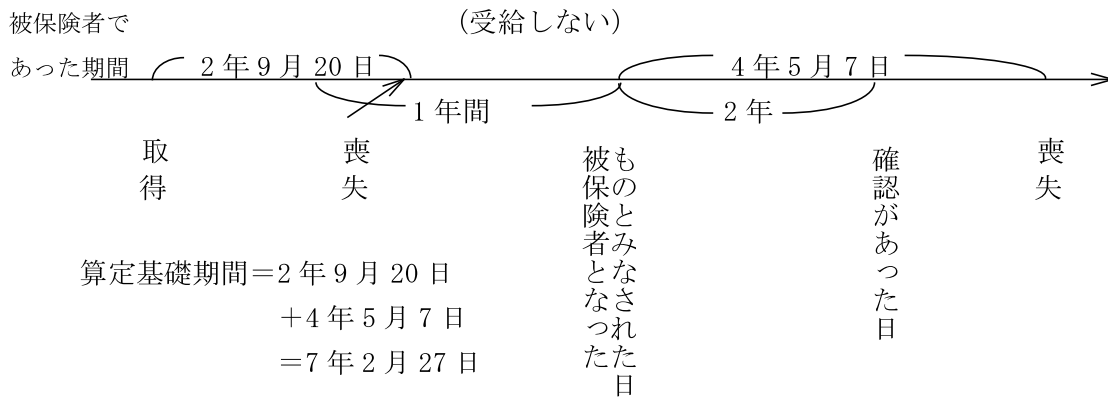 被保険者で
(受給しない)
あった期間
2年9月20日
4年5月7日
1年間
2年
取得
喪失
被保険者となった
ものとみなされた日
確認があった日
喪失
算定基礎期間＝2年9月20日
＋4年5月7日
＝7年2月27日